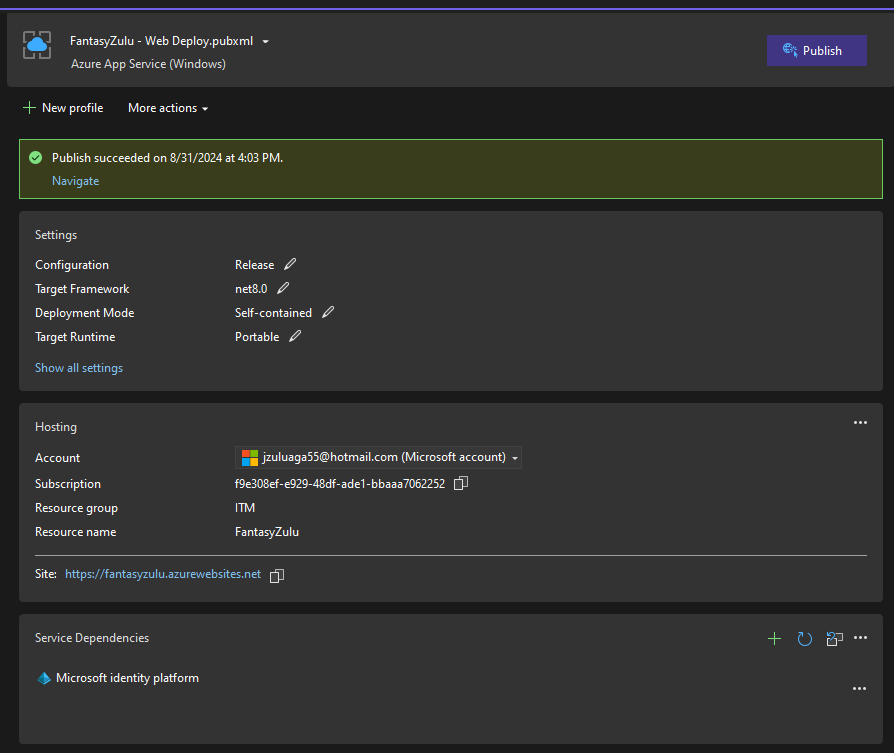 FantasyZulu - Web Deploy.pubxml
Azure App Service (Windows)
Publish
New profile
More actions
Publish succeeded on 8/31/2024 at 4:03 PM.
Navigate
Settings
Configuration Release
Target Framework net8.0
Deployment Mode Self-contained
Target Runtime Portable
Show all settings
Hosting
Account jzuluaga55@hotmail.com (Microsoft account)
Subscription f9e308ef-e929-48df-ade1-bbaaa7062252
Resource group ITM
Resource name FantasyZulu
Site: https://fantasyzulu.azurewebsites.net
Service Dependencies
Microsoft identity platform